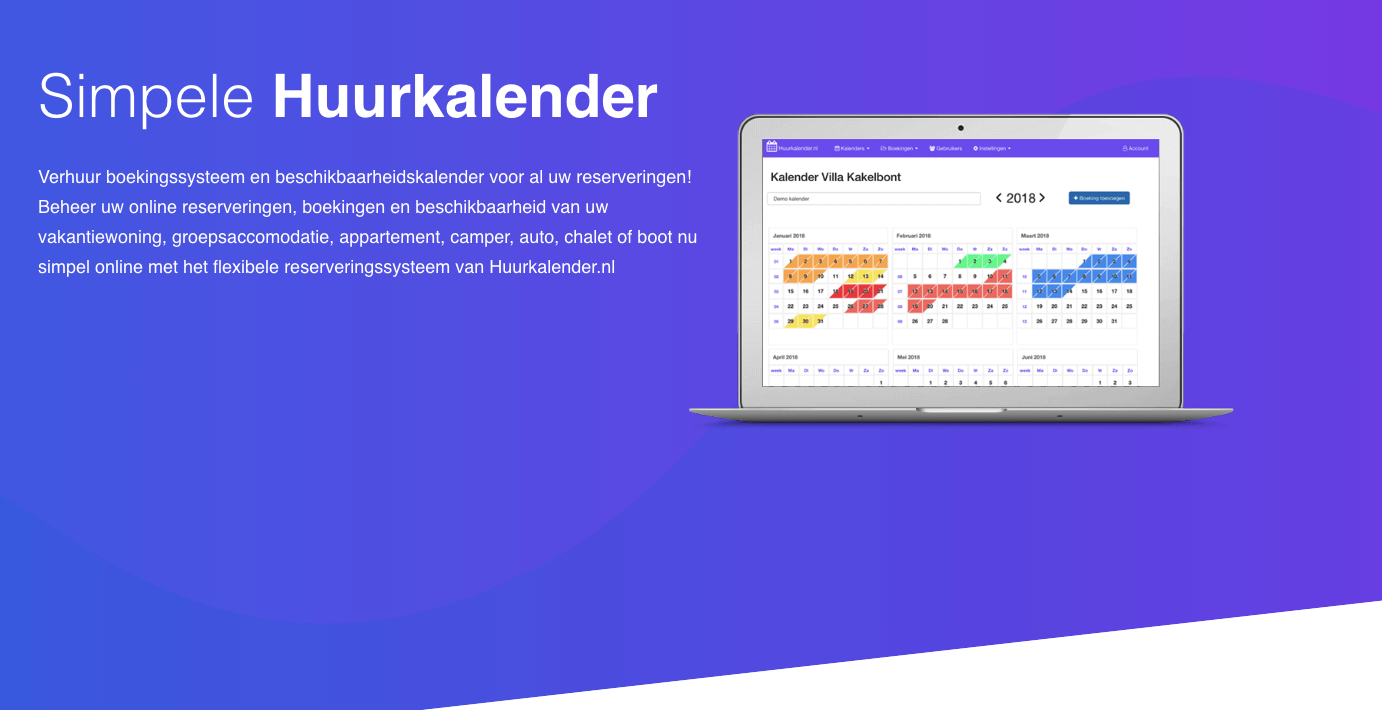 Simpele Huurkalender
Verhuur boekingssysteem en beschikbaarheidskalender voor al uw reserveringen!
Beheer uw online reserveringen, boekingen en beschikbaarheid van uw
vakantiewoning, groepsaccomodatie, appartement, camper, auto, chalet of boot nu
simpel online met het flexibele reserveringssysteem van Huurkalender.nl
Huurkalender.nl Kalenders Boekingen Gebruikers Instellingen Account
Kalender Villa Kakelbont
Demo kalender < 2018 > + Boeking toevoegen
Januari 2018 Februari 2018 Maart 2018
week Ma Di Wo Do Vr Za Zo week Ma Di Wo Do Vr Za Zo week Ma Di Wo Do Vr Za Zo
01 1 2 3 4 5 6 7 1 2 3 4 1 2 3 4
02 8 9 10 11 12 13 14 5 6 7 8 9 10 11 10 5 6 7 8 9 10 11
03 15 16 17 18 19 20 21 07 12 13 14 15 16 17 18 11 12 13 14 15 16 17 18
04 22 23 24 25 26 27 28 08 19 20 21 22 23 24 25 12 19 20 21 22 23 24 25
29 30 31 26 27 28 13 26 27 28 29 30 31
April 2018 Mei 2018 Juni 2018
week Ma Di Wo Do Vr Za Zo week Ma Di Wo Do Vr Za Zo week Ma Di Wo Do Vr Za Zo
1 1 2 3 4 5 6 1 2 3